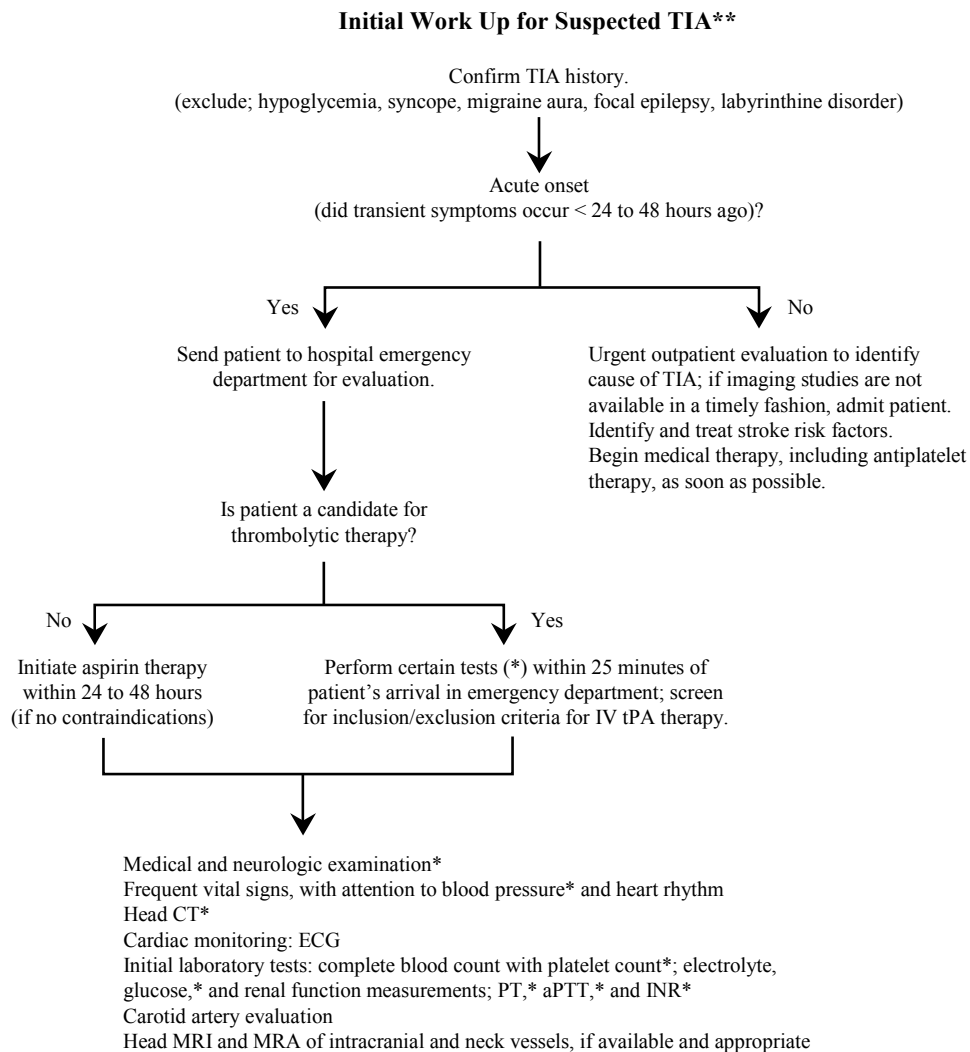 Initial Work Up for Suspected TIA**
Confirm TIA history.
(exclude; hypoglycemia, syncope, migraine aura, focal epilepsy, labyrinthine disorder)
Acute onset
(did transient symptoms occur < 24 to 48 hours ago)?
Yes
No
Send patient to hospital emergency
department for evaluation.
Urgent outpatient evaluation to identify
cause of TIA; if imaging studies are not
available in a timely fashion, admit patient.
Identify and treat stroke risk factors.
Begin medical therapy, including antiplatelet
therapy, as soon as possible.
Is patient a candidate for
thrombolytic therapy?
No
Yes
Initiate aspirin therapy
within 24 to 48 hours
(if no contraindications)
Perform certain tests (*) within 25 minutes of
patient’s arrival in emergency department; screen
for inclusion/exclusion criteria for IV tPA therapy.
Medical and neurologic examination*
Frequent vital signs, with attention to blood pressure* and heart rhythm
Head CT*
Cardiac monitoring: ECG
Initial laboratory tests: complete blood count with platelet count*; electrolyte,
glucose,* and renal function measurements; PT,* aPTT,* and INR*
Carotid artery evaluation
Head MRI and MRA of intracranial and neck vessels, if available and appropriate